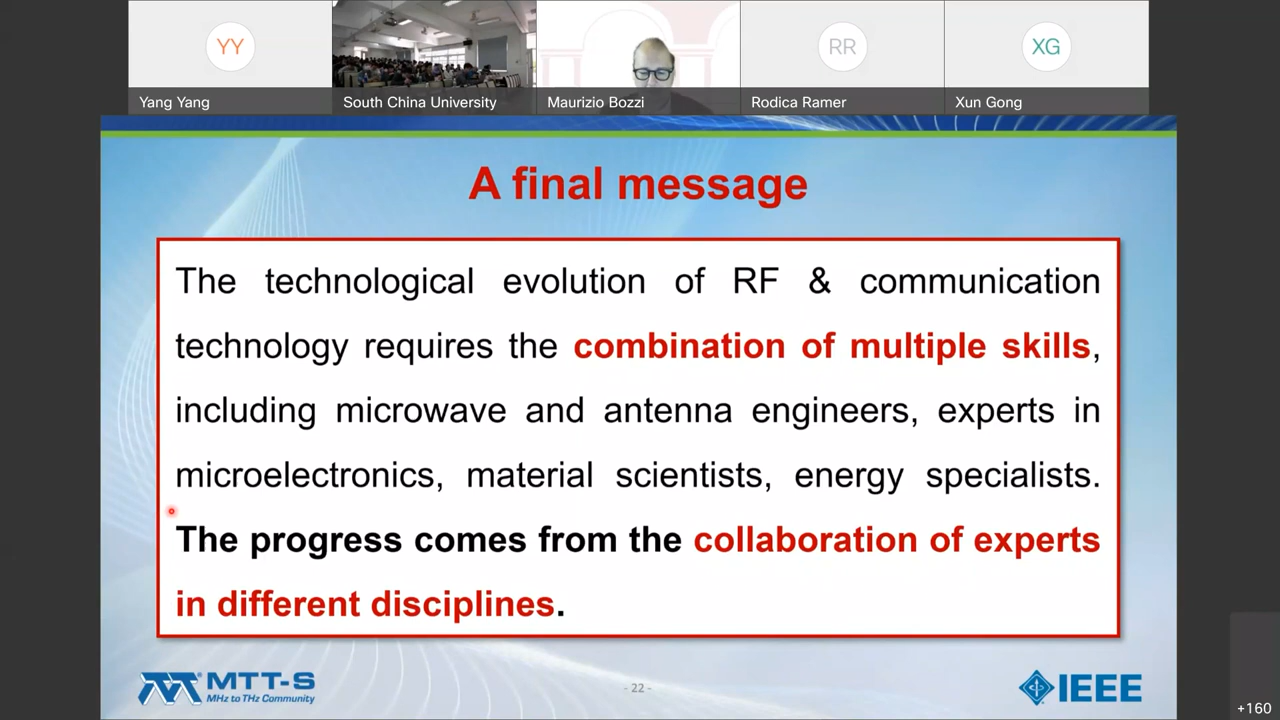 YY
RR
XG
Yang Yang
South China University
Maurizio Bozzi
Rodica Ramer
Xun Gong
A final message
The technological evolution of RF & communication
technology requires the combination of multiple skills,
including microwave and antenna engineers, experts in
microelectronics, material scientists, energy specialists.
The progress comes from the collaboration of experts
in different disciplines.
MTT-S
MHz to THz Community
- 22 -
IEEE
+160